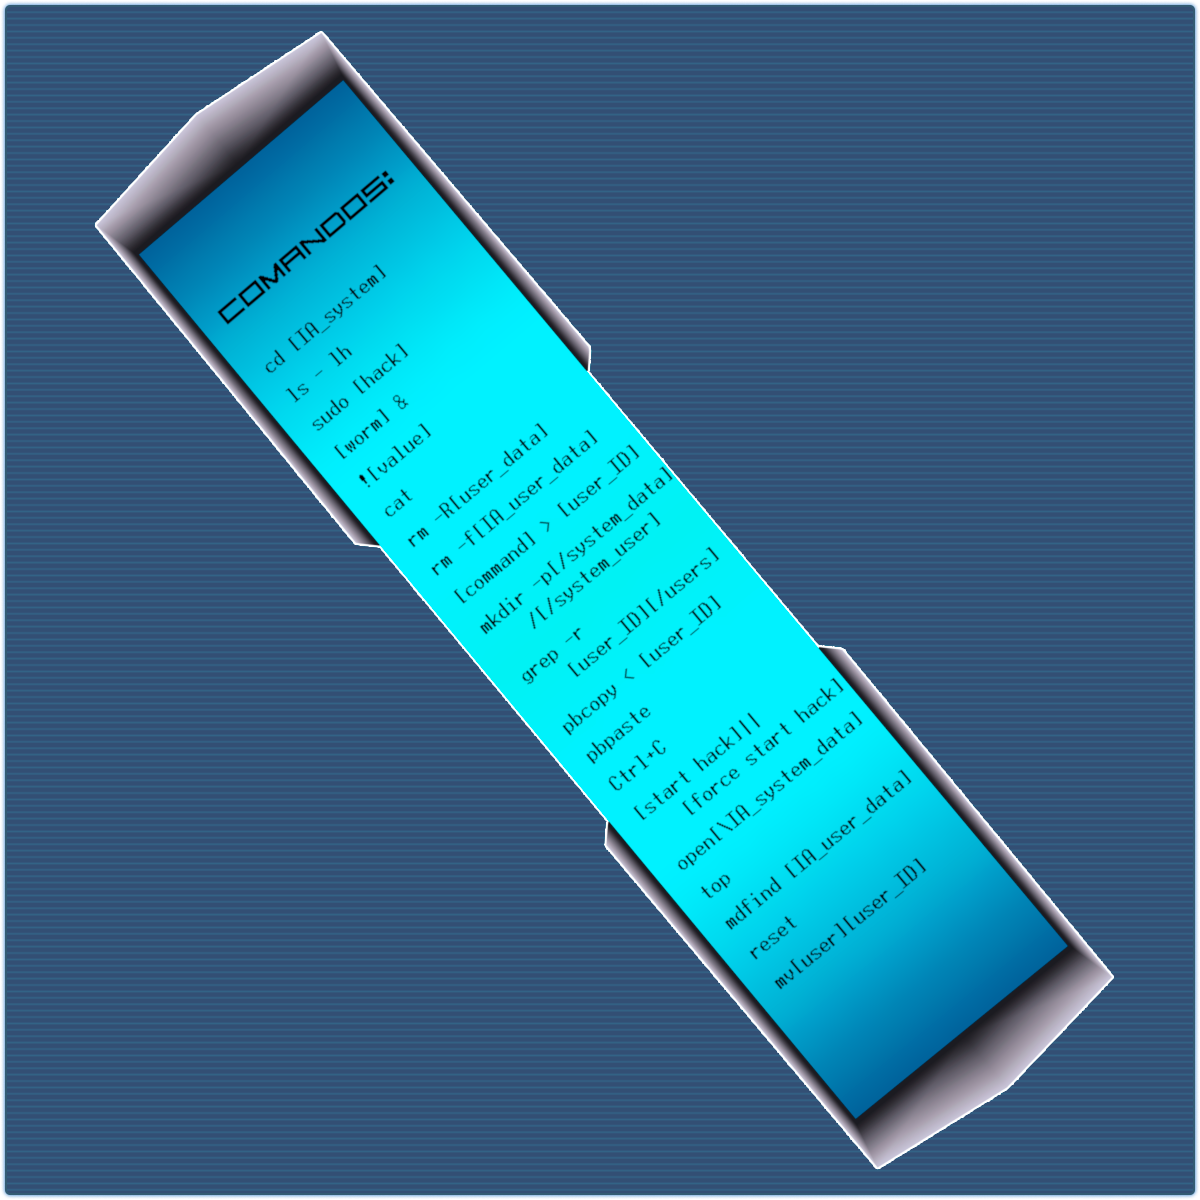 COMANDOS:
cd [IA_system]
ls - lh
sudo [hack]
[worm] &
![value]
cat
rm -R[user_data]
rm -f[IA_user_data]
[command] > [user_ID]
mkdir -p[/system_data]
/[/system_user]
grep -r
[user_ID][/users]
pbcopy < [user_ID]
pbpaste
Ctrl+C
[start hack]||
[force start hack]
open[\IA_system_data]
top
mdfind [IA_user_data]
reset
mv[user][user_ID]